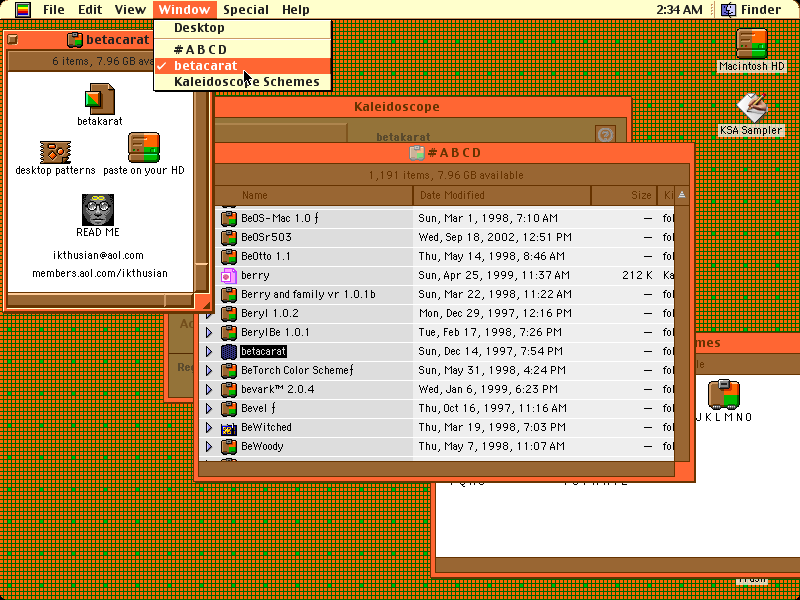 File Edit View Window Special Help 2:34 AM Finder
Desktop
#ABCD
✓ betacarat
Kaleidoscope Schemes
betacarat
6 items, 7.96 GB ava
betakarat
desktop patterns paste on your HD
READ ME
ikthusian@aol.com
members.aol.com/ikthusian
Macintosh HD
KSA Sampler
Kaleidoscope
betakarat
#ABCD
1,191 items, 7.96 GB available
Name Date Modified Size Ki
BeOS-Mac 1.0 ƒ Sun, Mar 1, 1998, 7:10 AM — fol
BeOSr503 Wed, Sep 18, 2002, 12:51 PM — fol
BeOtto 1.1 Thu, May 14, 1998, 8:46 AM — fol
berry Sun, Apr 25, 1999, 11:37 AM 212 K Ka
Berry and family vr 1.0.1b Sun, Mar 22, 1998, 11:22 AM — fol
Beryl 1.0.2 Mon, Dec 29, 1997, 12:16 PM — fol
BerylBe 1.0.1 Tue, Feb 17, 1998, 7:26 PM — fol
betacarat Sun, Dec 14, 1997, 7:54 PM — fol
BeTorch Color Schemeƒ Sun, May 31, 1998, 4:24 PM — fol
bevark™ 2.0.4 Wed, Jan 6, 1999, 6:23 PM — fol
Bevel ƒ Thu, Oct 16, 1997, 11:16 AM — fol
BeWitched Thu, Mar 19, 1998, 7:03 PM — fol
BeWoody Thu, May 7, 1998, 11:07 AM — fol
Ac
Re
mes
le
JKLMNO
Trash